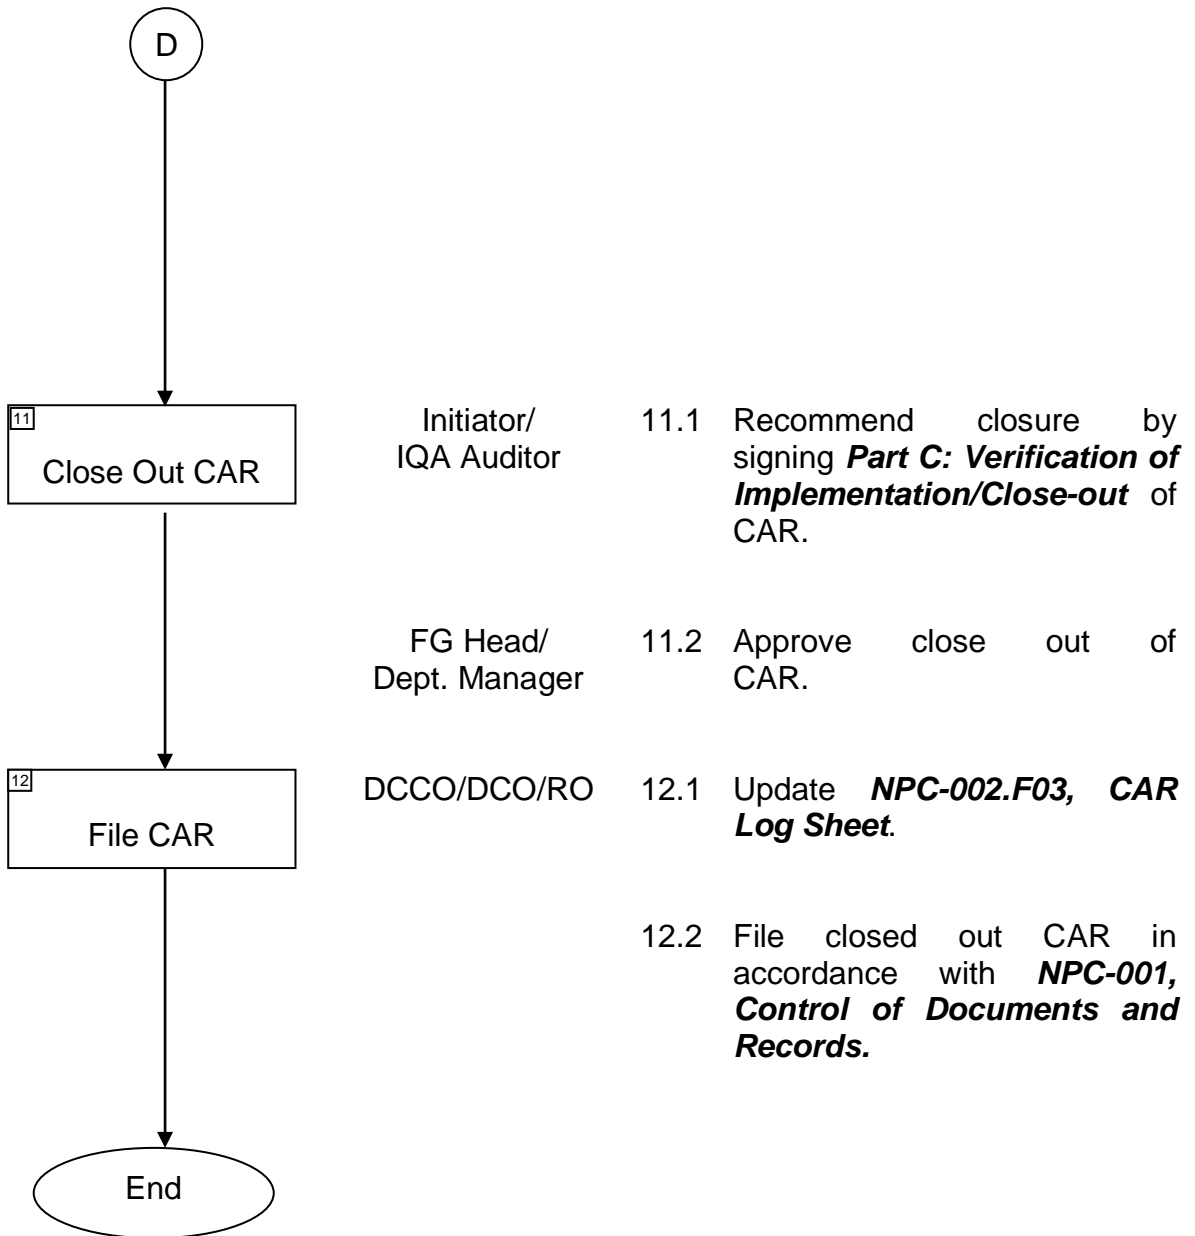 D
11
Close Out CAR
Initiator/
IQA Auditor
11.1 Recommend closure by
signing Part C: Verification of
Implementation/Close-out of
CAR.
FG Head/
Dept. Manager
11.2 Approve close out of
CAR.
12
File CAR
DCCO/DCO/RO
12.1 Update NPC-002.F03, CAR
Log Sheet.
12.2 File closed out CAR in
accordance with NPC-001,
Control of Documents and
Records.
End